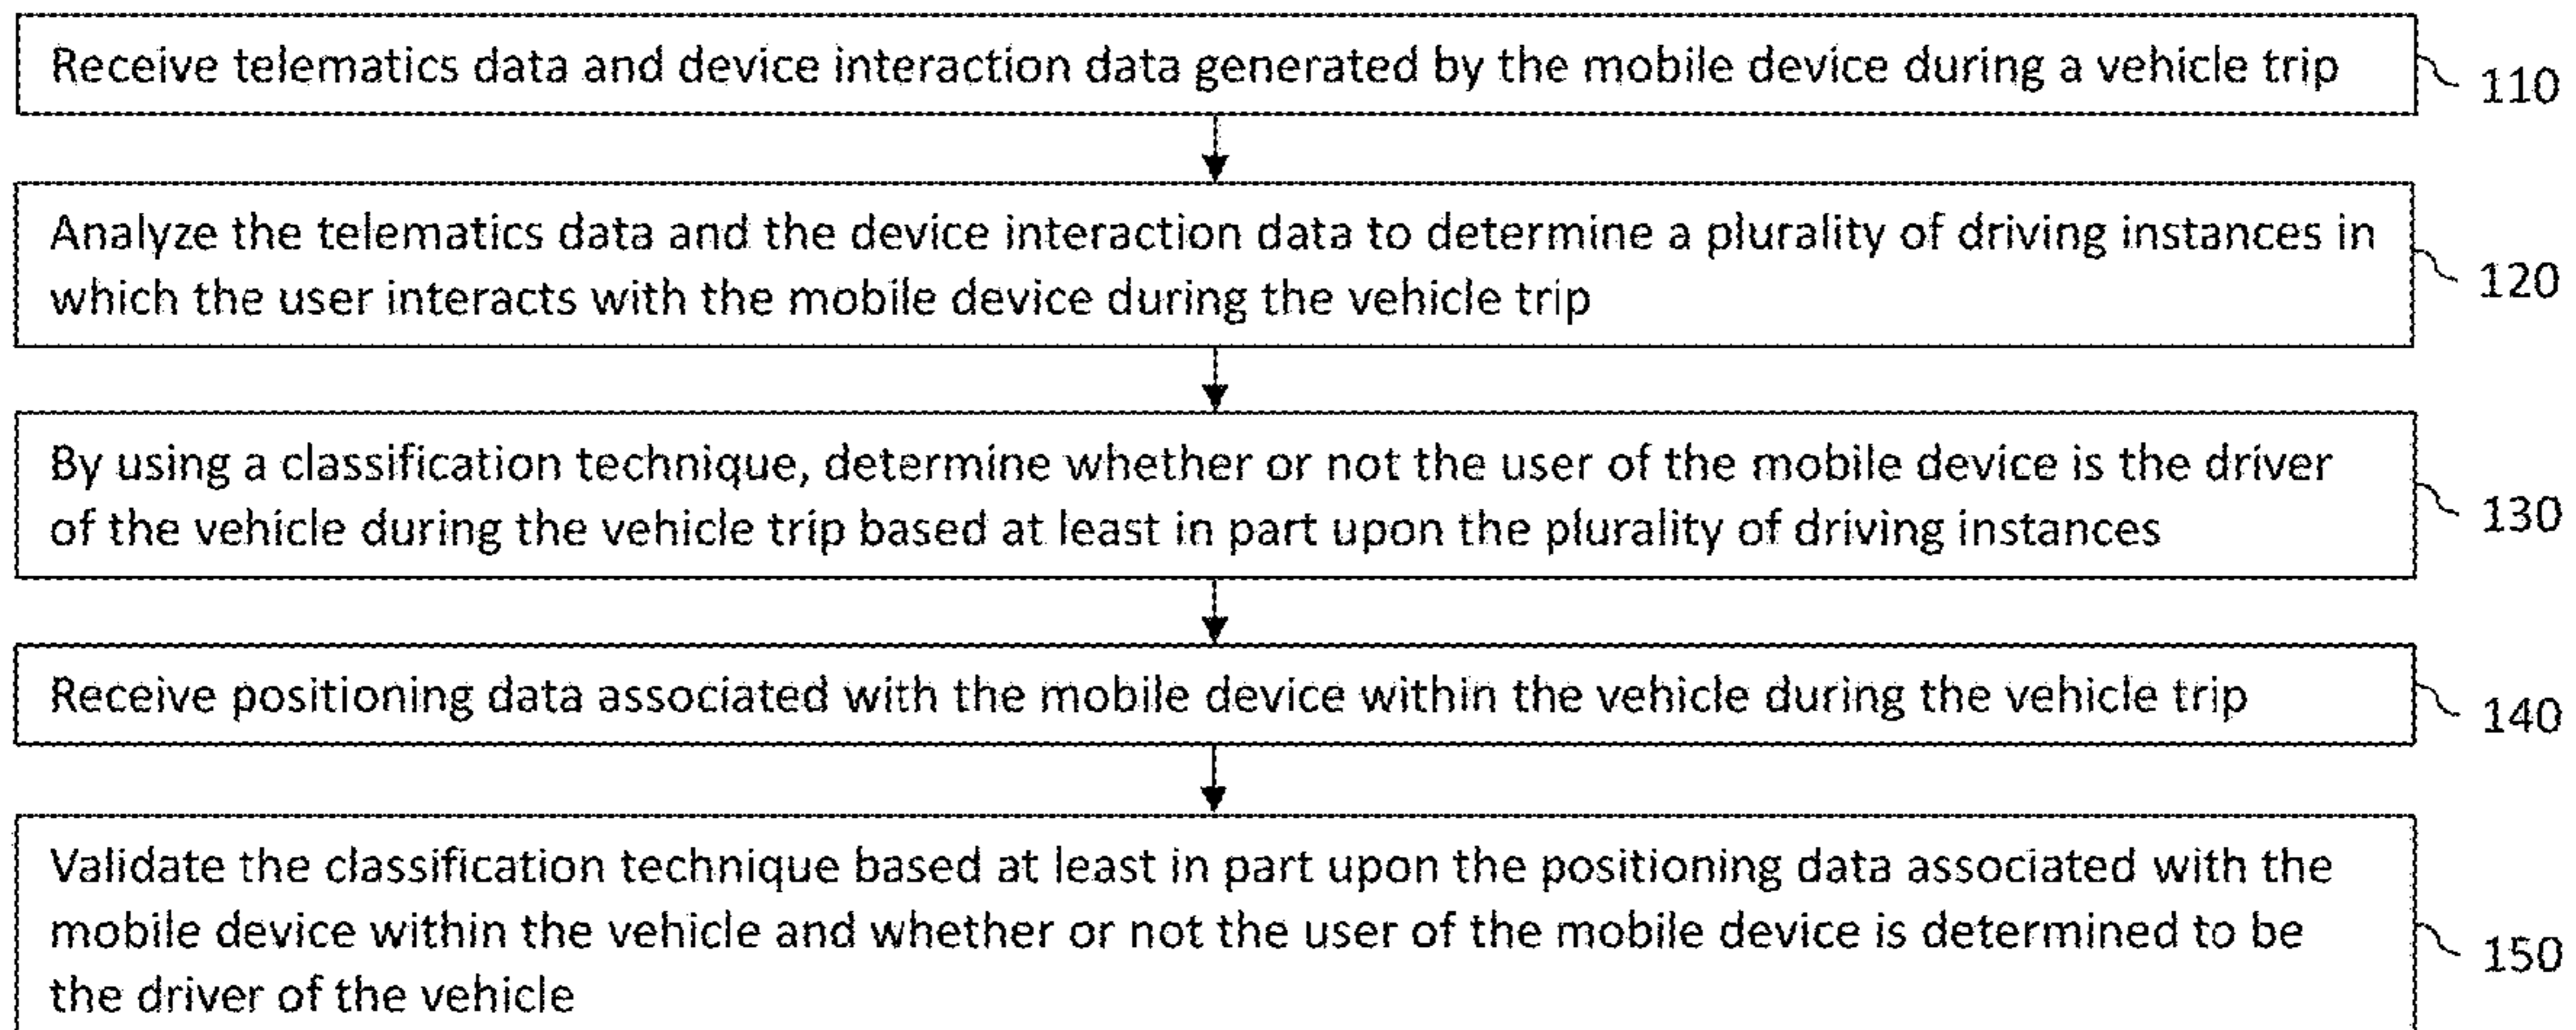 Receive telematics data and device interaction data generated by the mobile device during a vehicle trip
110
Analyze the telematics data and the device interaction data to determine a plurality of driving instances in
which the user interacts with the mobile device during the vehicle trip
120
By using a classification technique, determine whether or not the user of the mobile device is the driver
of the vehicle during the vehicle trip based at least in part upon the plurality of driving instances
130
Receive positioning data associated with the mobile device within the vehicle during the vehicle trip
140
Validate the classification technique based at least in part upon the positioning data associated with the
mobile device within the vehicle and whether or not the user of the mobile device is determined to be
the driver of the vehicle
150